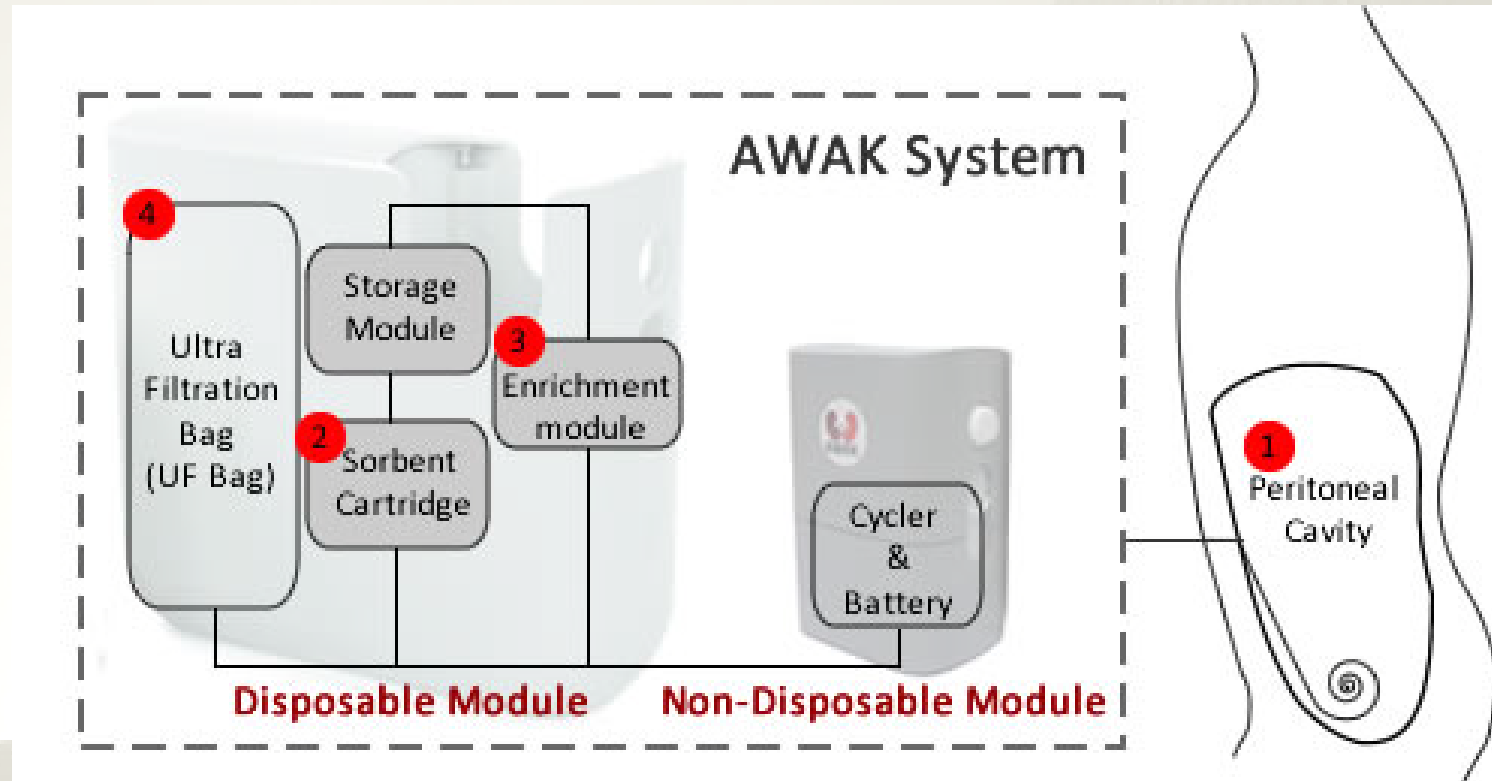 AWAK System
4
Ultra
Filtration
Bag
(UF Bag)
Storage
Module
3
Enrichment
module
2
Sorbent
Cartridge
Cycler
&
Battery
1
Peritoneal
Cavity
Disposable Module
Non-Disposable Module